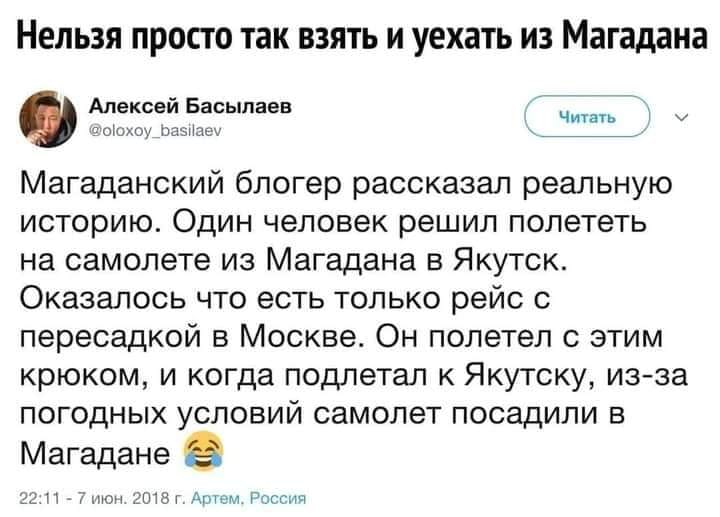 Нельзя просто так взять и уехать из Магадана
Алексей Басылаев
@oloxoy_basilaev
Читать
Магаданский блогер рассказал реальную
историю. Один человек решил полететь
на самолете из Магадана в Якутск.
Оказалось что есть только рейс с
пересадкой в Москве. Он полетел с этим
крюком, и когда подлетал к Якутску, из-за
погодных условий самолет посадили в
Магадане 😂
22:11 - 7 июн. 2018 г. Артем, Россия